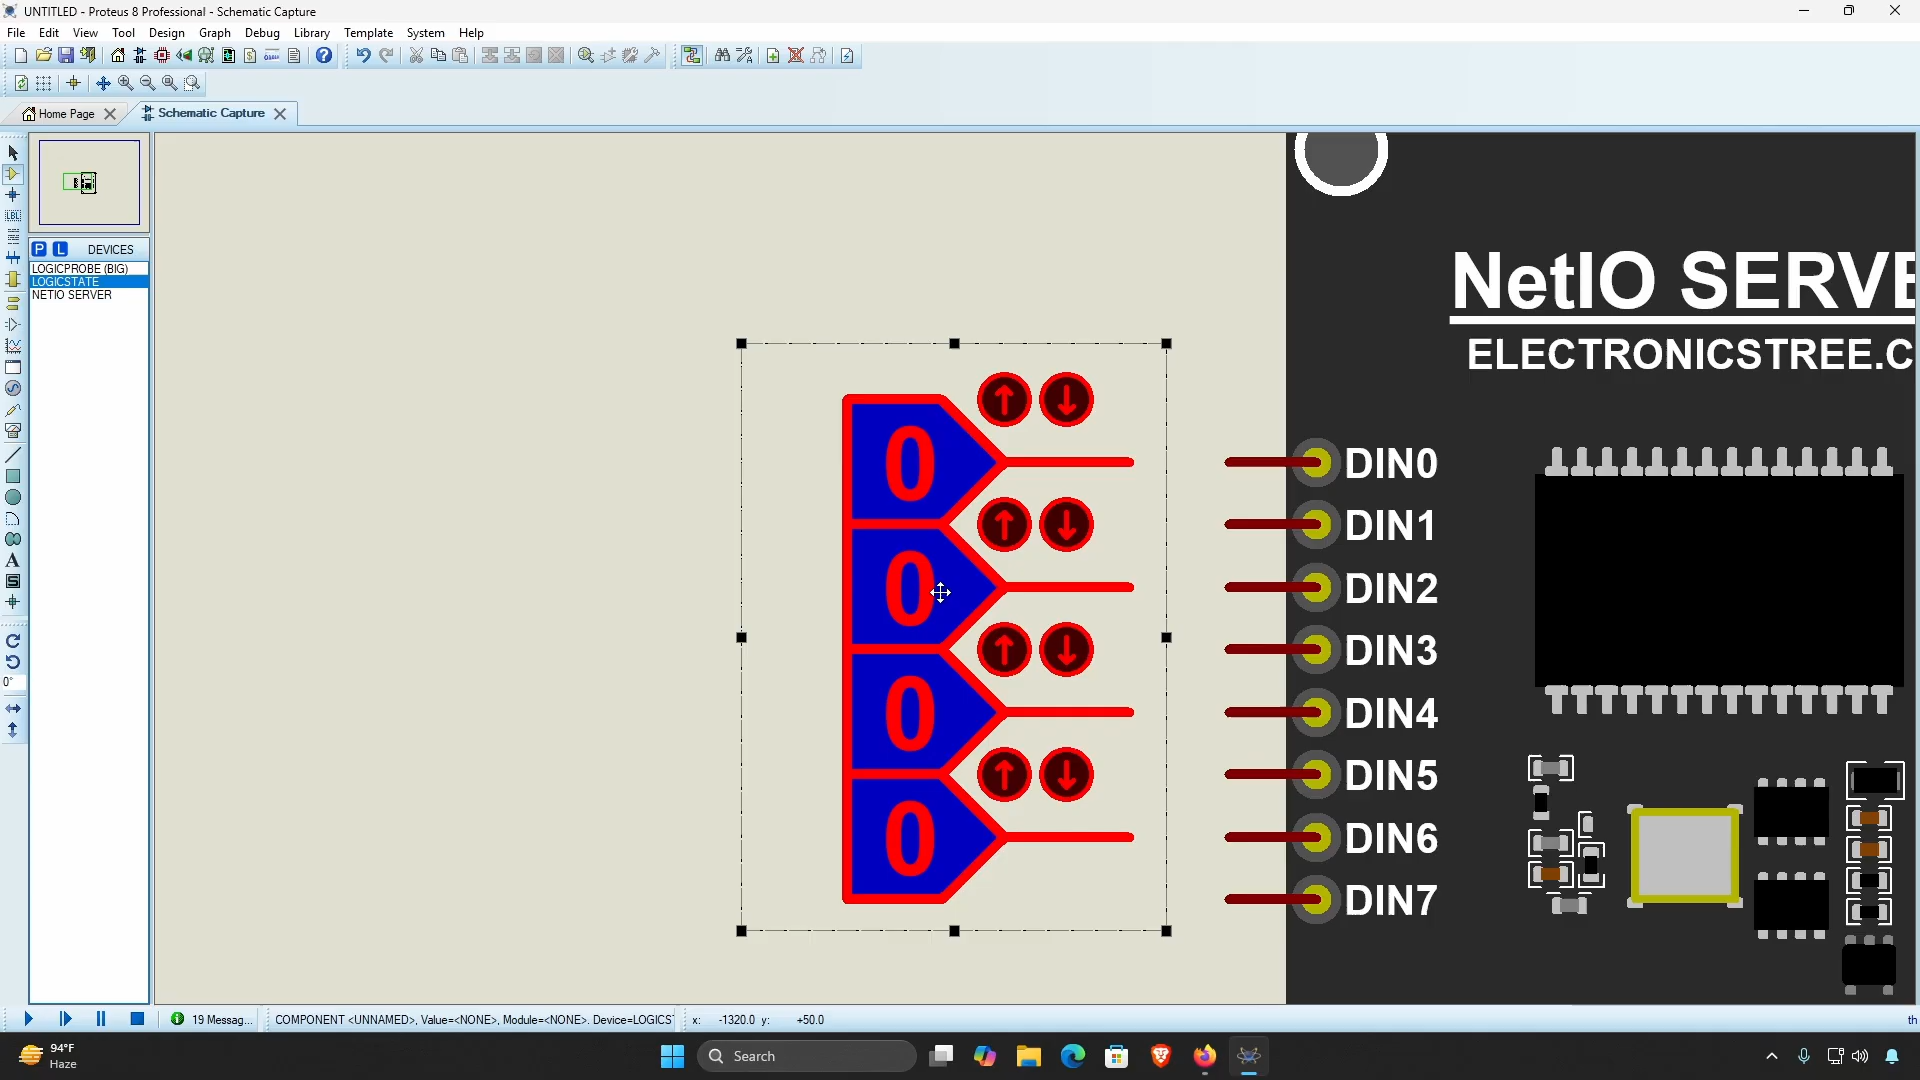 UNTITLED - Proteus 8 Professional - Schematic Capture
File Edit View Tool Design Graph Debug Library Template System Help
Home Page Schematic Capture
P L DEVICES
LOGICPROBE (BIG)
LOGICSTATE
NETIO SERVER
LBL
A
S
0°
NetIO SERVE
ELECTRONICSTREE.C
0
0
0
0
DIN0
DIN1
DIN2
DIN3
DIN4
DIN5
DIN6
DIN7
19 Messag... COMPONENT <UNNAMED>, Value=<NONE>, Module=<NONE>. Device=LOGICS x: -1320.0 y: +50.0 th
94°F
Haze
Search